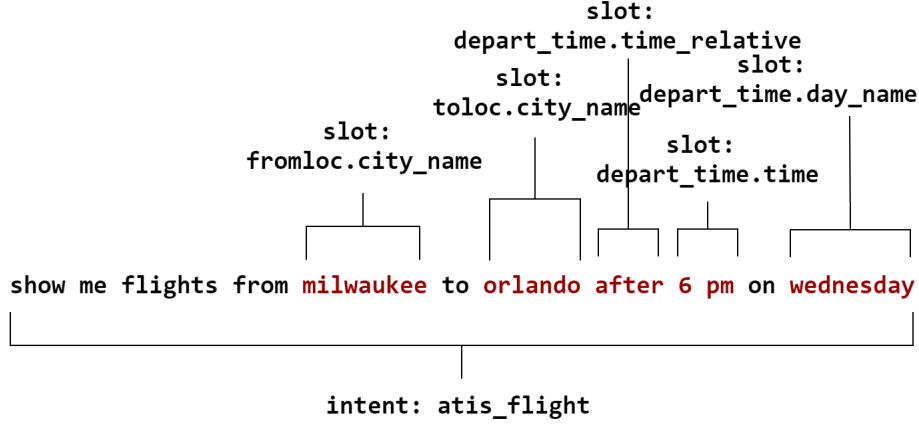 slot:
depart_time.time_relative
slot:
depart_time.day_name
slot:
toloc.city_name
slot:
fromloc.city_name
slot:
depart_time.time
show me flights from milwaukee to orlando after 6 pm on wednesday
intent: atis_flight